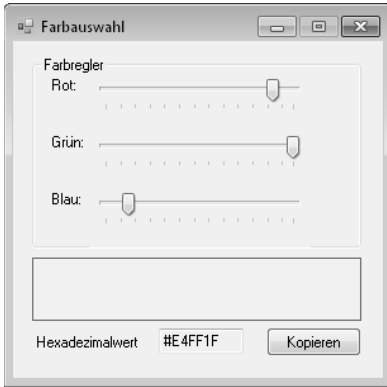 Farbauswahl
Farbregler
Rot:
Grün:
Blau:
Hexadezimalwert #E4FF1F Kopieren